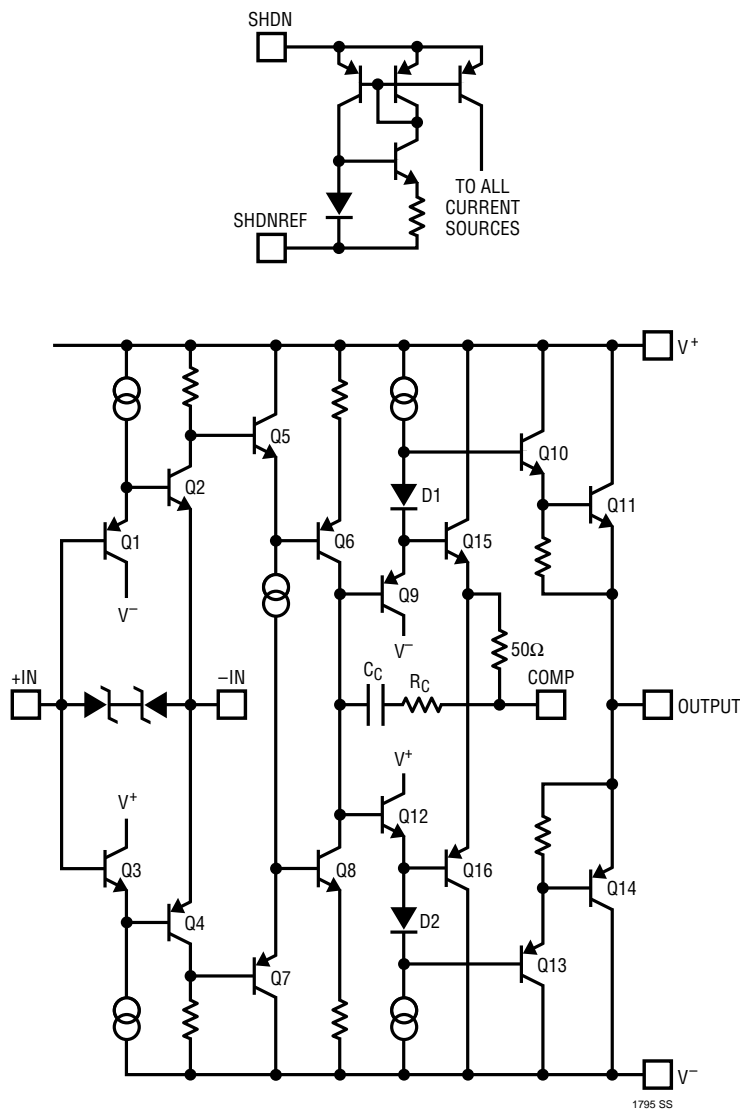 SHDN
TO ALL
CURRENT
SOURCES
SHDNREF
V+
Q5
Q10
Q2
D1
Q11
Q1
Q6
Q15
Q9
V−
V−
50Ω
+IN
−IN
CC
RC
COMP
OUTPUT
V+
V+
Q12
Q3
Q8
Q16
Q14
Q4
D2
Q7
Q13
V−
1795 SS